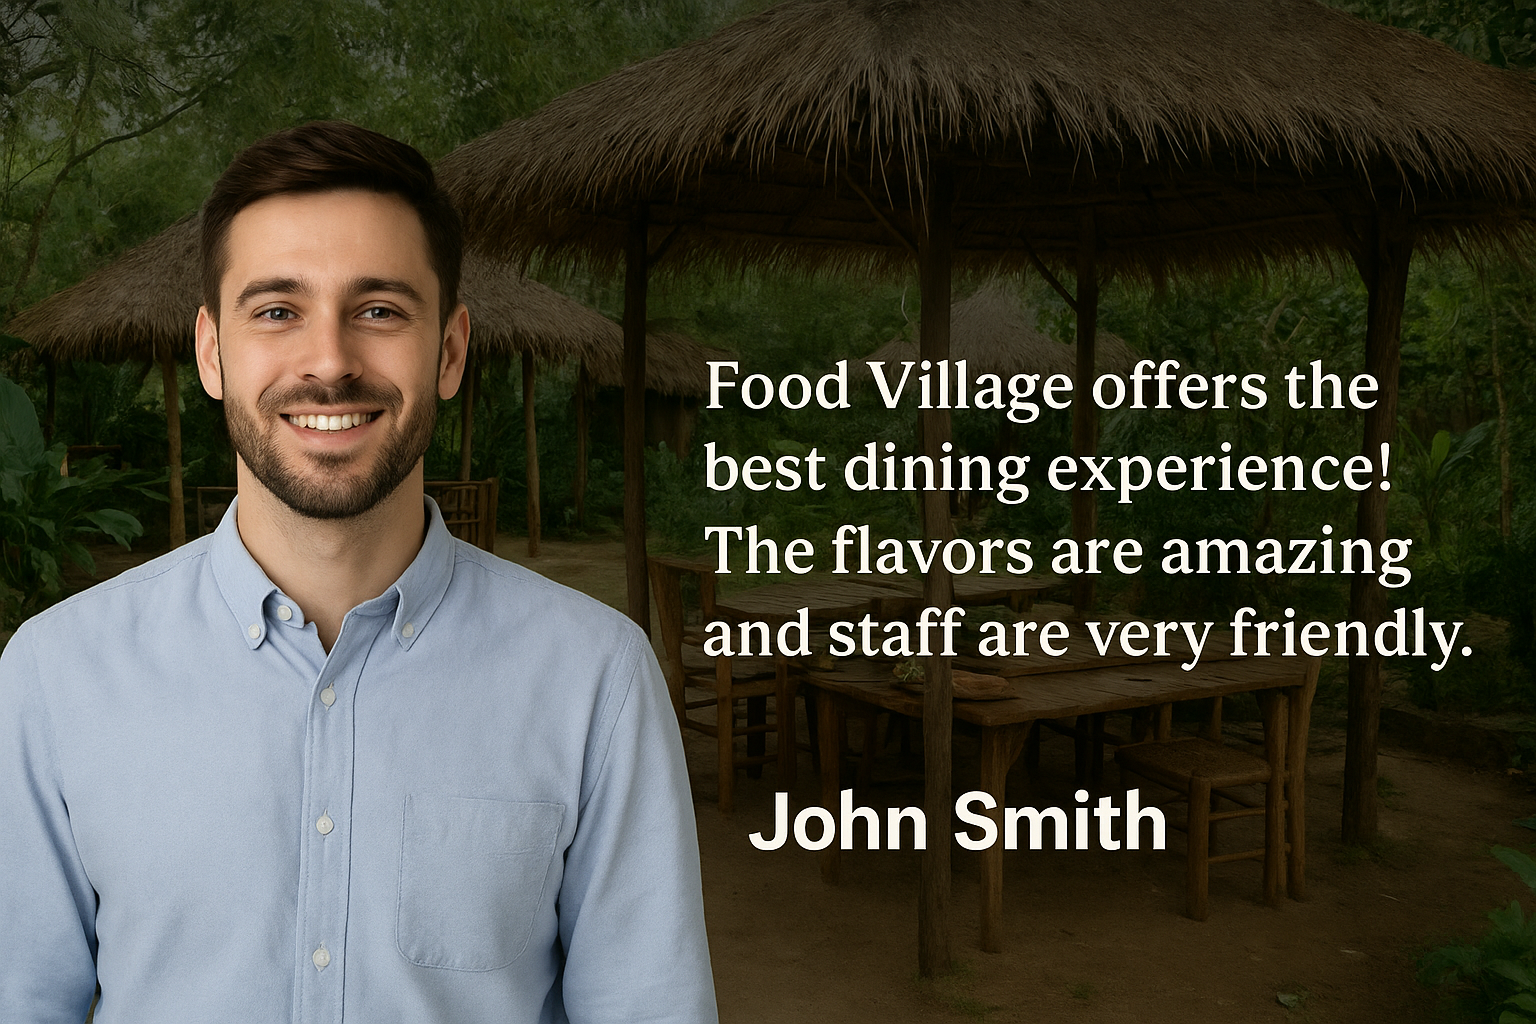 Food Village offers the
best dining experience!
The flavors are amazing
and staff are very friendly.
John Smith